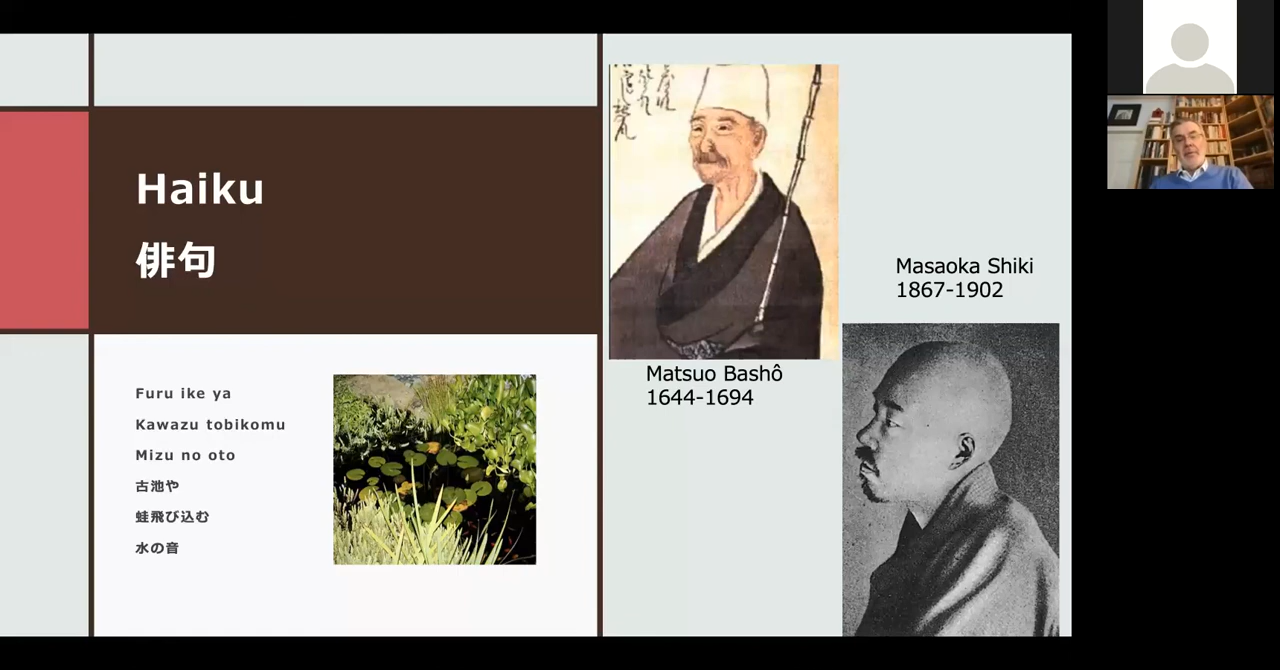 Haiku
俳句
Furu ike ya
Kawazu tobikomu
Mizu no oto
古池や
蛙飛び込む
水の音
Matsuo Bashô
1644-1694
Masaoka Shiki
1867-1902